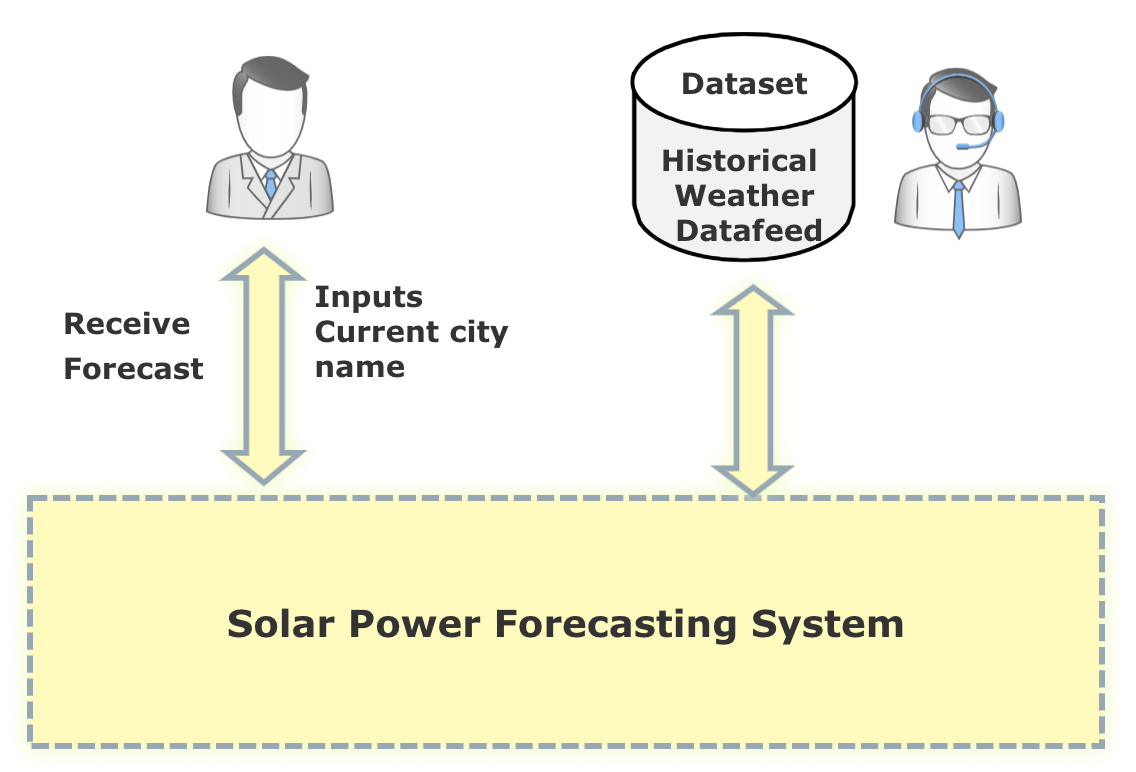 Dataset
Historical
Weather
Datafeed
Receive
Forecast
Inputs
Current city
name
Solar Power Forecasting System